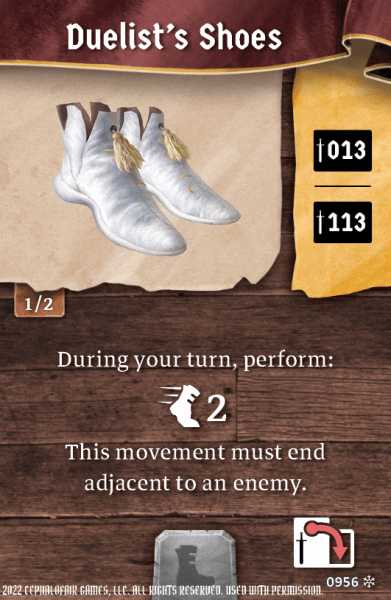 Duelist's Shoes
013
113
1/2
During your turn, perform:
2
This movement must end
adjacent to an enemy.
0956
2022 CEPHALOFAIR GAMES, LLC. ALL RIGHTS RESERVED. USED WITH PERMISSION.